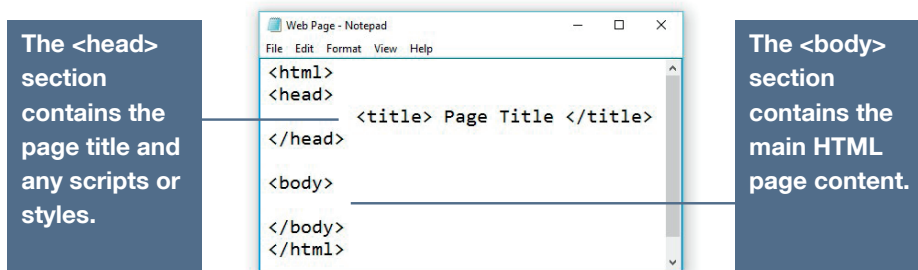 The <head>
section
contains the
page title and
any scripts or
styles.
Web Page - Notepad
File Edit Format View Help
<html>
<head>
<title> Page Title </title>
</head>
<body>
</body>
</html>
The <body>
section
contains the
main HTML
page content.